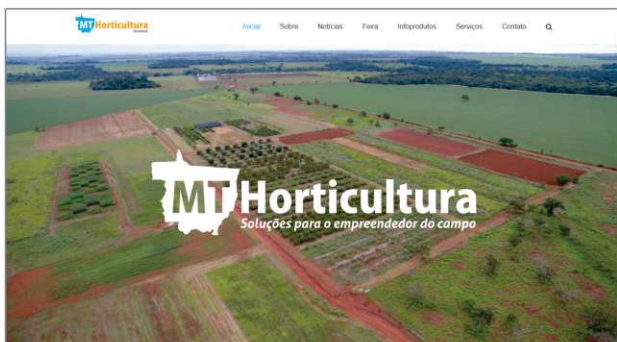 MT Horticultura
Inicial Sobre Notícias Feira Infoprodutos Serviços Contato
MT Horticultura
Soluções para o empreendedor do campo